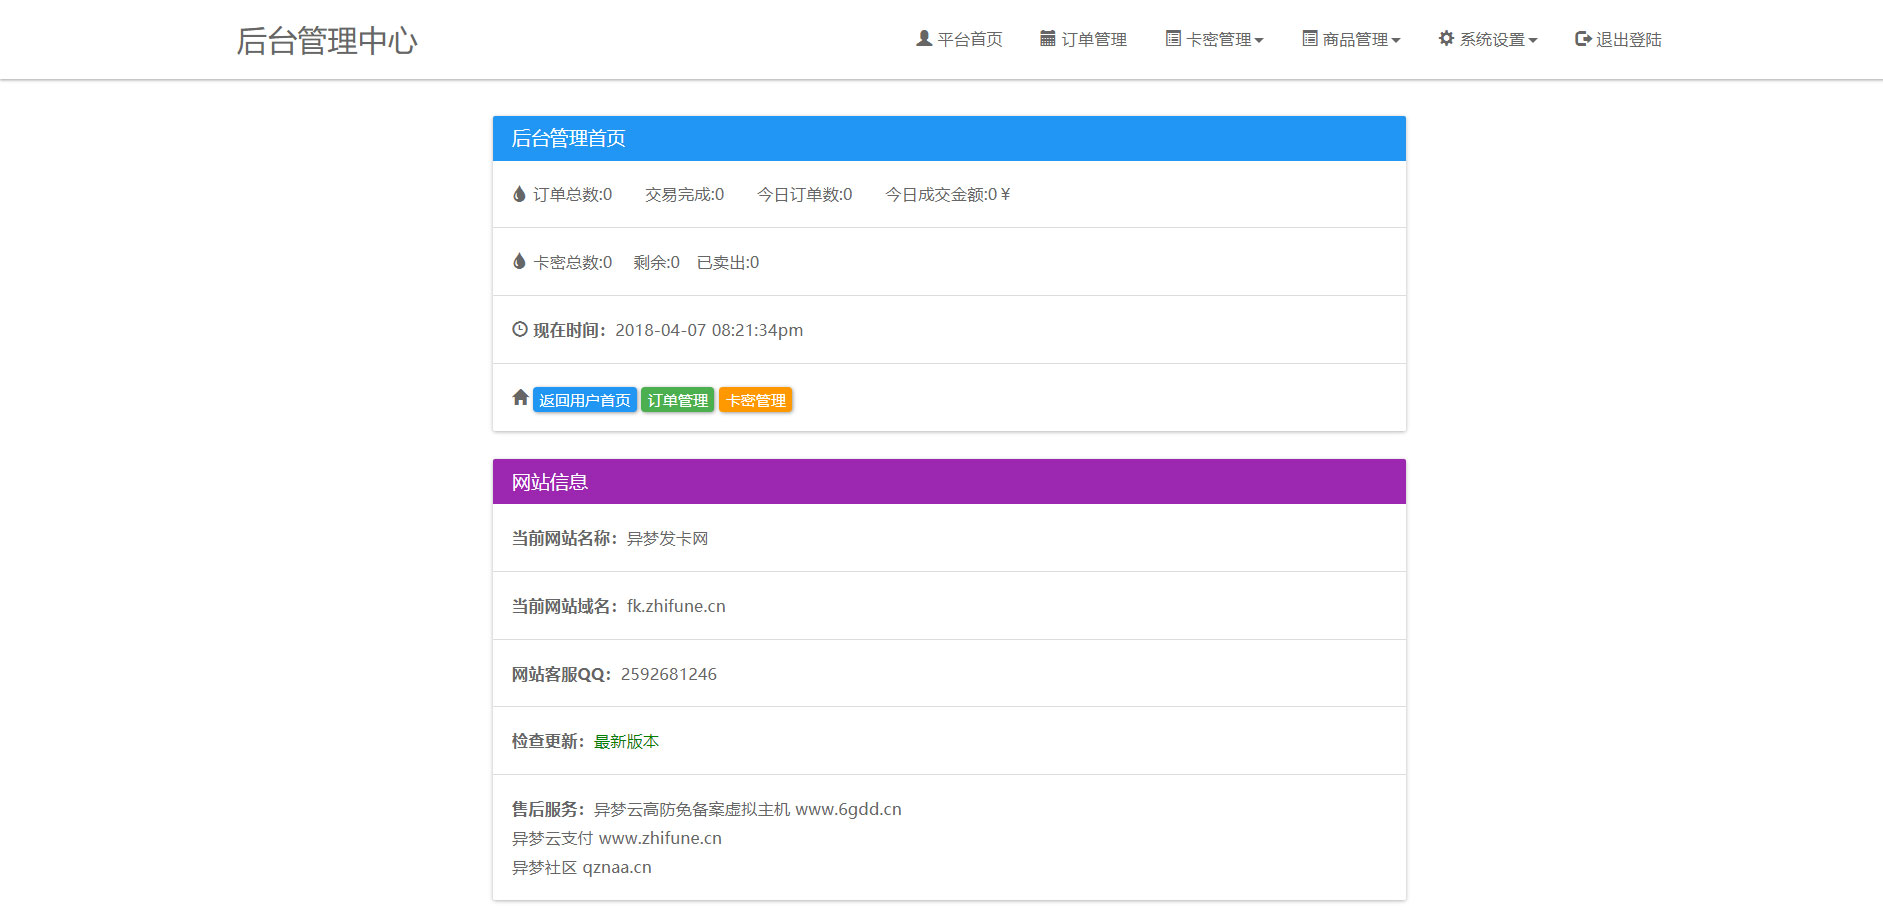 后台管理中心 平台首页 订单管理 卡密管理 商品管理 系统设置 退出登陆
后台管理首页
订单总数:0 交易完成:0 今日订单数:0 今日成交金额:0￥
卡密总数:0 剩余:0 已卖出:0
现在时间：2018-04-07 08:21:34pm
返回用户首页 订单管理 卡密管理
网站信息
当前网站名称：异梦发卡网
当前网站域名：fk.zhifune.cn
网站客服QQ：2592681246
检查更新：最新版本
售后服务：异梦云高防免备案虚拟主机 www.6gdd.cn
异梦云支付 www.zhifune.cn
异梦社区 qznaa.cn